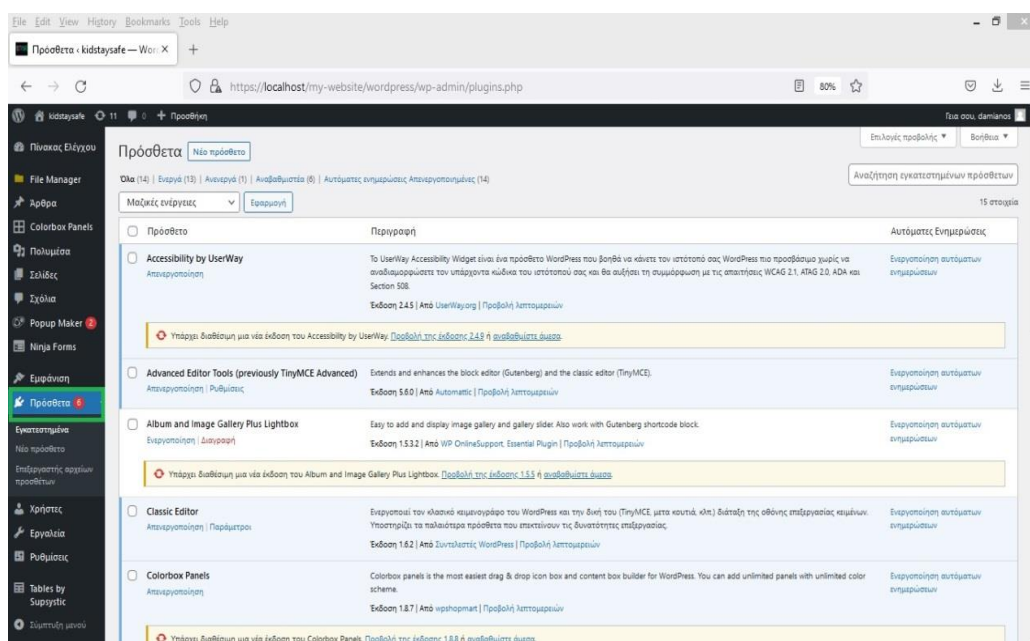 File Edit View History Bookmarks Tools Help
Πρόσθετα ‹ kidstaysafe — Wor
https://localhost/my-website/wordpress/wp-admin/plugins.php
80%
kidstaysafe 11 0 + Προσθήκη
Γεια σου, damianos
Επιλογές προβολής ▼ Βοήθεια ▼
Πίνακας Ελέγχου
File Manager
Άρθρα
Colorbox Panels
Πολυμέσα
Σελίδες
Σχόλια
Popup Maker 2
Ninja Forms
Εμφάνιση
Πρόσθετα 6
Εγκατεστημένα
Νέο πρόσθετο
Επεξεργαστής αρχείων
προσθέτων
Χρήστες
Εργαλεία
Ρυθμίσεις
Tables by
Supsystic
Σύμπτυξη μενού
Πρόσθετα Νέο πρόσθετο
Όλα (14) | Ενεργά (13) | Ανενεργά (1) | Αναβαθμιστέα (6) | Αυτόματες ενημερώσεις Απενεργοποιημένες (14)
Αναζήτηση εγκατεστημένων πρόσθετων
Μαζικές ενέργειες Εφαρμογή
15 στοιχεία
Πρόσθετο Περιγραφή Αυτόματες Ενημερώσεις
Accessibility by UserWay
Απενεργοποίηση
Το UserWay Accessibility Widget είναι ένα πρόσθετο WordPress που βοηθά να κάνετε τον ιστότοπό σας WordPress πιο προσβάσιμο χωρίς να
αναδιαμορφώσετε τον υπάρχοντα κώδικα του ιστότοπού σας και θα αυξήσει τη συμμόρφωση με τις απαιτήσεις WCAG 2.1, ATAG 2.0, ADA και
Section 508.
Έκδοση 2.4.5 | Από UserWay.org | Προβολή λεπτομερειών
Ενεργοποίηση αυτόματων
ενημερώσεων
Υπάρχει διαθέσιμη μια νέα έκδοση του Accessibility by UserWay. Προβολή της έκδοσης 2.4.9 ή αναβαθμίστε άμεσα.
Advanced Editor Tools (previously TinyMCE Advanced)
Απενεργοποίηση | Ρυθμίσεις
Extends and enhances the block editor (Gutenberg) and the classic editor (TinyMCE).
Έκδοση 5.6.0 | Από Automattic | Προβολή λεπτομερειών
Ενεργοποίηση αυτόματων
ενημερώσεων
Album and Image Gallery Plus Lightbox
Ενεργοποίηση | Διαγραφή
Easy to add and display image gallery and gallery slider. Also work with Gutenberg shortcode block.
Έκδοση 1.5.3.2 | Από WP OnlineSupport, Essential Plugin | Προβολή λεπτομερειών
Ενεργοποίηση αυτόματων
ενημερώσεων
Υπάρχει διαθέσιμη μια νέα έκδοση του Album and Image Gallery Plus Lightbox. Προβολή της έκδοσης 1.5.5 ή αναβαθμίστε άμεσα.
Classic Editor
Απενεργοποίηση | Παράμετροι
Ενεργοποιεί τον κλασικό κειμενογράφο του WordPress και την δική του (TinyMCE, μετα κουτιά, κλπ.) διάταξη της οθόνης επεξεργασίας κειμένων.
Υποστηρίζει τα παλαιότερα πρόσθετα που επεκτείνουν τις δυνατότητες επεξεργασίας.
Έκδοση 1.6.2 | Από Συντελεστές WordPress | Προβολή λεπτομερειών
Ενεργοποίηση αυτόματων
ενημερώσεων
Colorbox Panels
Απενεργοποίηση
Colorbox panels is the most easiest drag & drop icon box and content box builder for WordPress. You can add unlimited panels with unlimited color
scheme.
Έκδοση 1.8.7 | Από wpshopmart | Προβολή λεπτομερειών
Ενεργοποίηση αυτόματων
ενημερώσεων
Υπάρχει διαθέσιμη μια νέα έκδοση του Colorbox Panels. Προβολή της έκδοσης 1.8.8 ή αναβαθμίστε άμεσα.